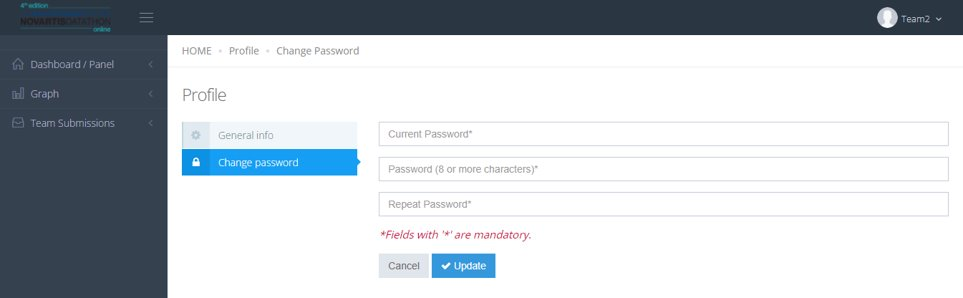 4th edition
NOVARTISDATATHON
online
Team2
HOME • Profile • Change Password
Dashboard / Panel
Graph
Team Submissions
Profile
General info
Change password
Current Password*
Password (8 or more characters)*
Repeat Password*
*Fields with '*' are mandatory.
Cancel
Update